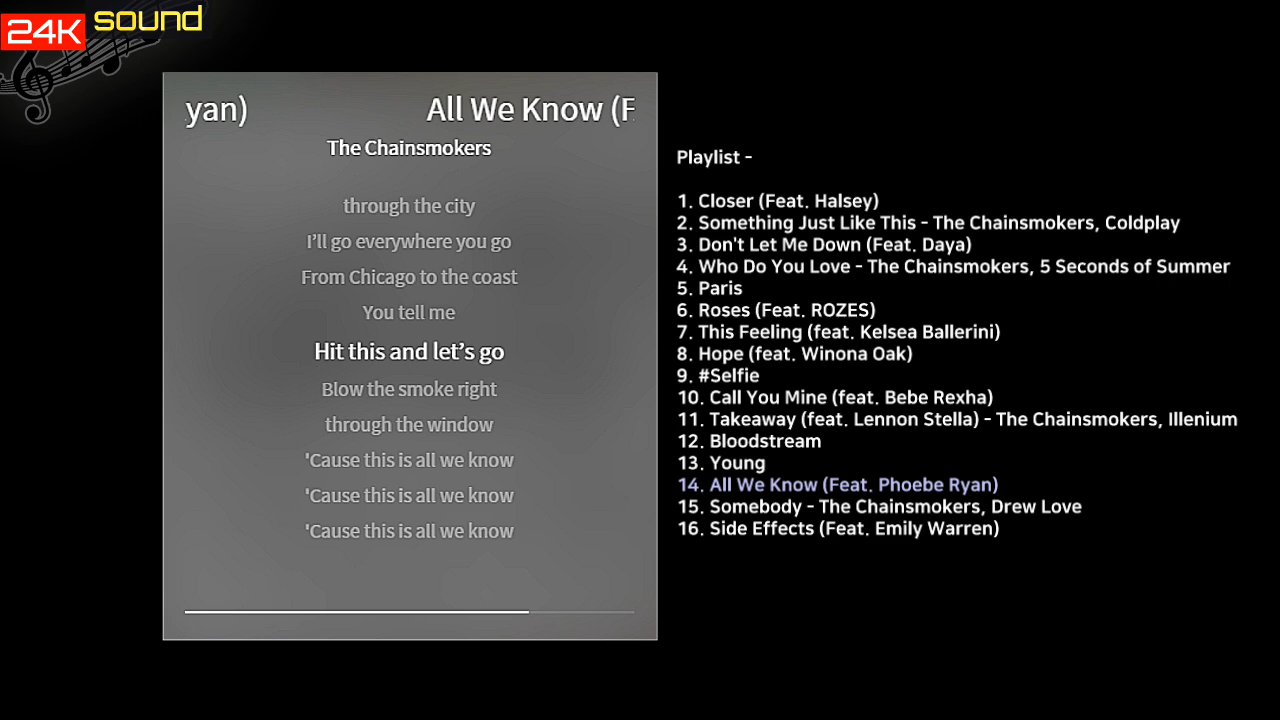 24K sound
yan) All We Know (F
The Chainsmokers
through the city
I’ll go everywhere you go
From Chicago to the coast
You tell me
Hit this and let’s go
Blow the smoke right
through the window
'Cause this is all we know
'Cause this is all we know
'Cause this is all we know
Playlist -
1. Closer (Feat. Halsey)
2. Something Just Like This - The Chainsmokers, Coldplay
3. Don't Let Me Down (Feat. Daya)
4. Who Do You Love - The Chainsmokers, 5 Seconds of Summer
5. Paris
6. Roses (Feat. ROZES)
7. This Feeling (feat. Kelsea Ballerini)
8. Hope (feat. Winona Oak)
9. #Selfie
10. Call You Mine (feat. Bebe Rexha)
11. Takeaway (feat. Lennon Stella) - The Chainsmokers, Illenium
12. Bloodstream
13. Young
14. All We Know (Feat. Phoebe Ryan)
15. Somebody - The Chainsmokers, Drew Love
16. Side Effects (Feat. Emily Warren)